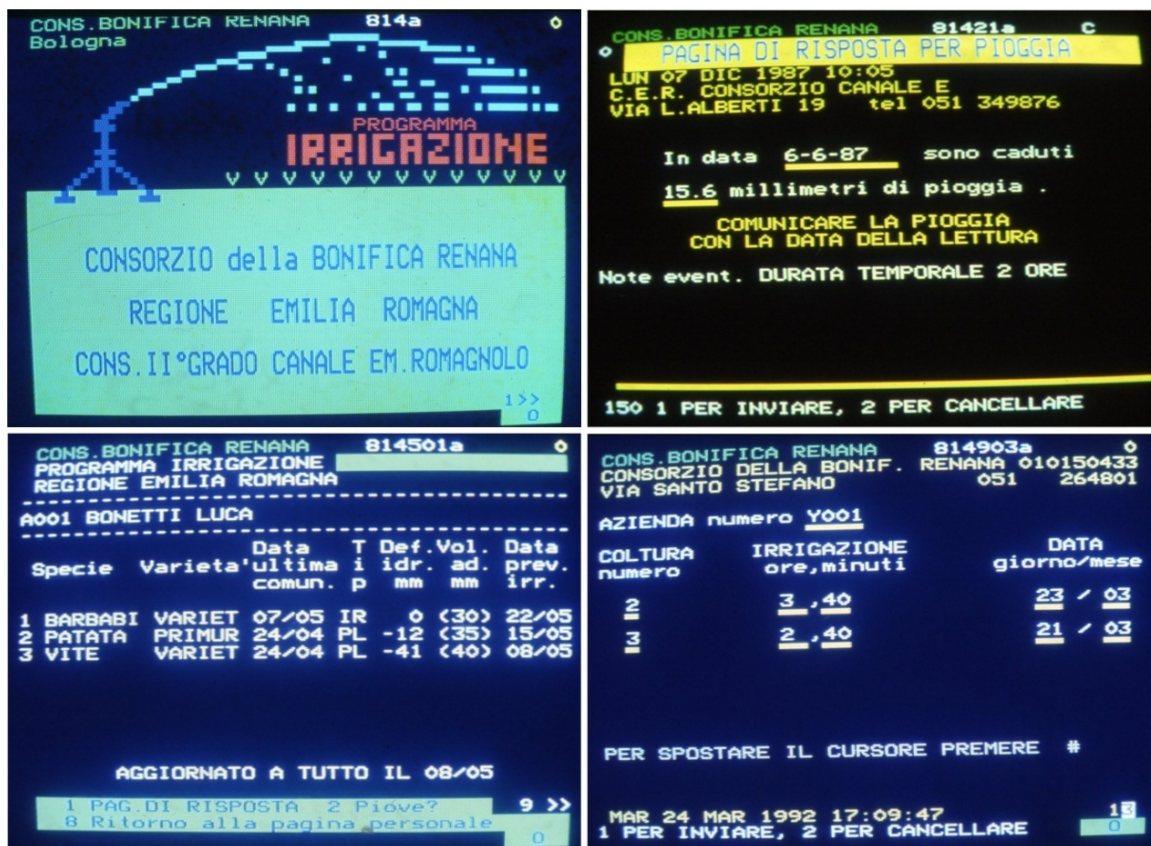 CONS.BONIFICA RENANA 814a 0
Bologna
PROGRAMMA
IRRIGAZIONE
CONSORZIO della BONIFICA RENANA
REGIONE EMILIA ROMAGNA
CONS.II°GRADO CANALE EM.ROMAGNOLO
1>>
0
CONS.BONIFICA RENANA 81421a C
0 PAGINA DI RISPOSTA PER PIOGGIA
LUN 07 DIC 1987 10:05
C.E.R. CONSORZIO CANALE E
VIA L.ALBERTI 19 tel 051 349876
In data 6-6-87 sono caduti
15.6 millimetri di pioggia .
COMUNICARE LA PIOGGIA
CON LA DATA DELLA LETTURA
Note event. DURATA TEMPORALE 2 ORE
150 1 PER INVIARE, 2 PER CANCELLARE
CONS.BONIFICA RENANA 814501a 0
PROGRAMMA IRRIGAZIONE
REGIONE EMILIA ROMAGNA
A001 BONETTI LUCA
Data T Def.Vol. Data
Specie Varieta'ultima i idr. ad. prev.
comun. p mm mm irr.
1 BARBABI VARIET 07/05 IR 0 (30) 22/05
2 PATATA PRIMUR 24/04 PL -12 (35) 15/05
3 VITE VARIET 24/04 PL -41 (40) 08/05
AGGIORNATO A TUTTO IL 08/05
1 PAG.DI RISPOSTA 2 Piove? 9 >>
8 Ritorno alla pagina personale
0
CONS.BONIFICA RENANA 814903a 0
CONSORZIO DELLA BONIF. RENANA 010150433
VIA SANTO STEFANO 051 264801
AZIENDA numero Y001
COLTURA IRRIGAZIONE DATA
numero ore,minuti giorno/mese
2 3 ,40 23 / 03
3 2 ,40 21 / 03
PER SPOSTARE IL CURSORE PREMERE #
MAR 24 MAR 1992 17:09:47 13
1 PER INVIARE, 2 PER CANCELLARE 0